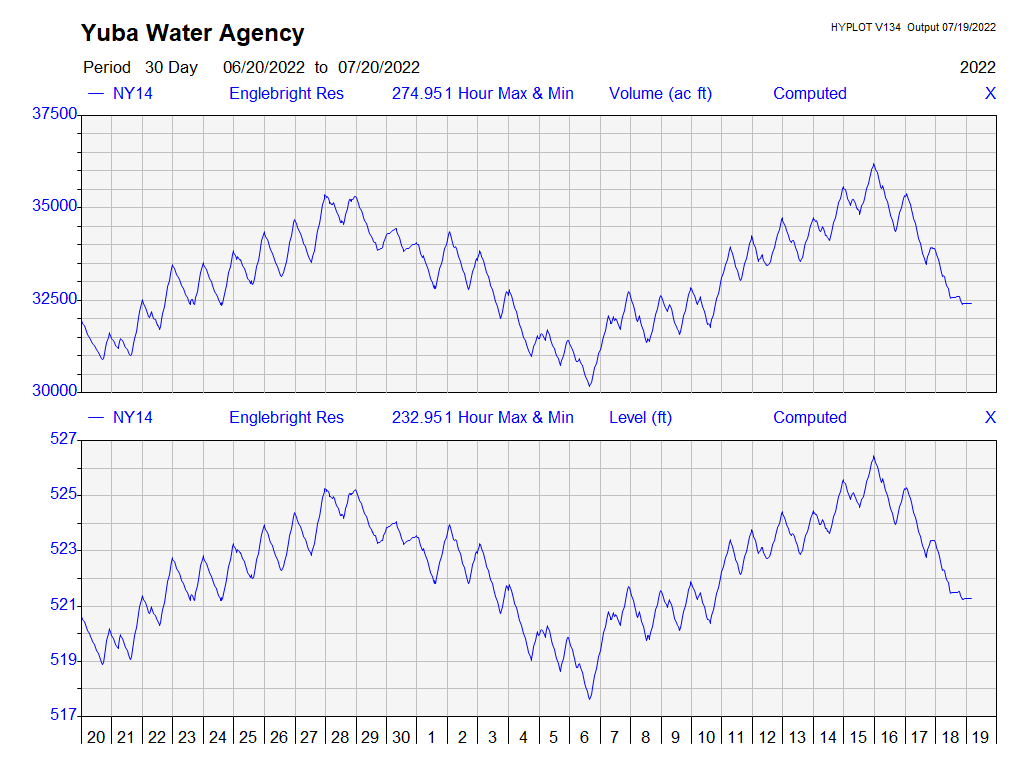 Yuba Water Agency
HYPLOT V134 Output 07/19/2022
Period 30 Day 06/20/2022 to 07/20/2022 2022
NY14 Englebright Res 274.951 Hour Max & Min Volume (ac ft) Computed X
37500
35000
32500
30000
NY14 Englebright Res 232.951 Hour Max & Min Level (ft) Computed X
527
525
523
521
519
517
20 21 22 23 24 25 26 27 28 29 30 1 2 3 4 5 6 7 8 9 10 11 12 13 14 15 16 17 18 19